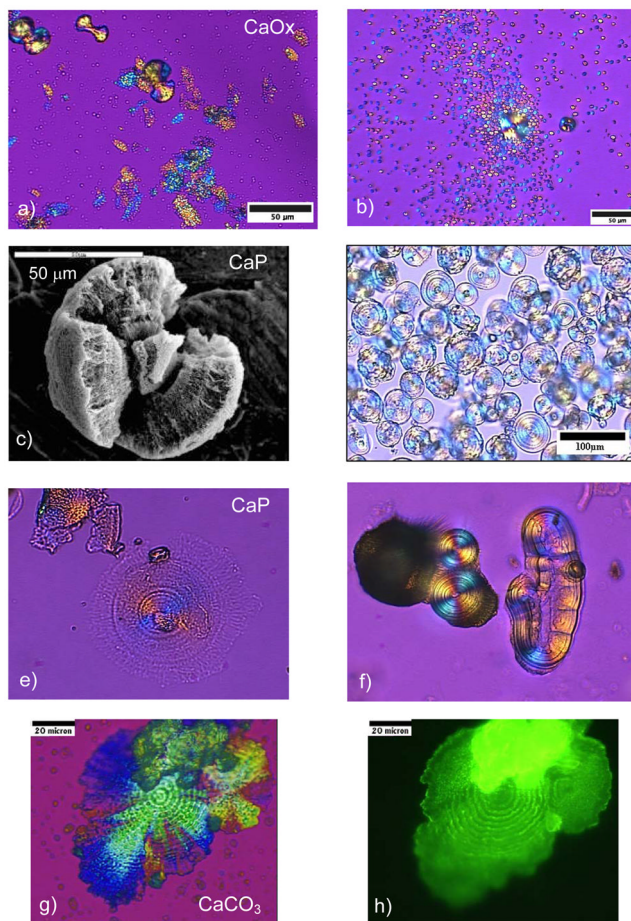 CaOx
a)
50 µm
b)
50 µm
50 µm
CaP
c)
100µm
CaP
e)
f)
20 micron
g)
CaCO3
20 micron
h)